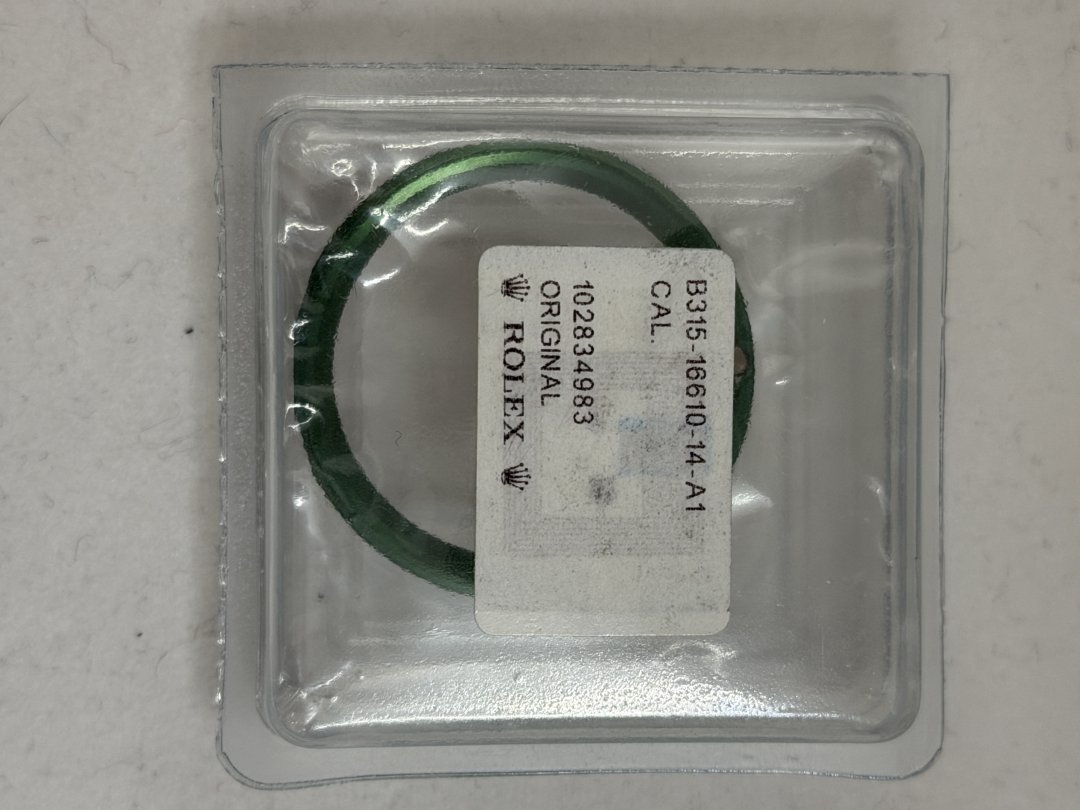 B315-16610-14-A1
CAL.
102834983
ORIGINAL
ROLEX